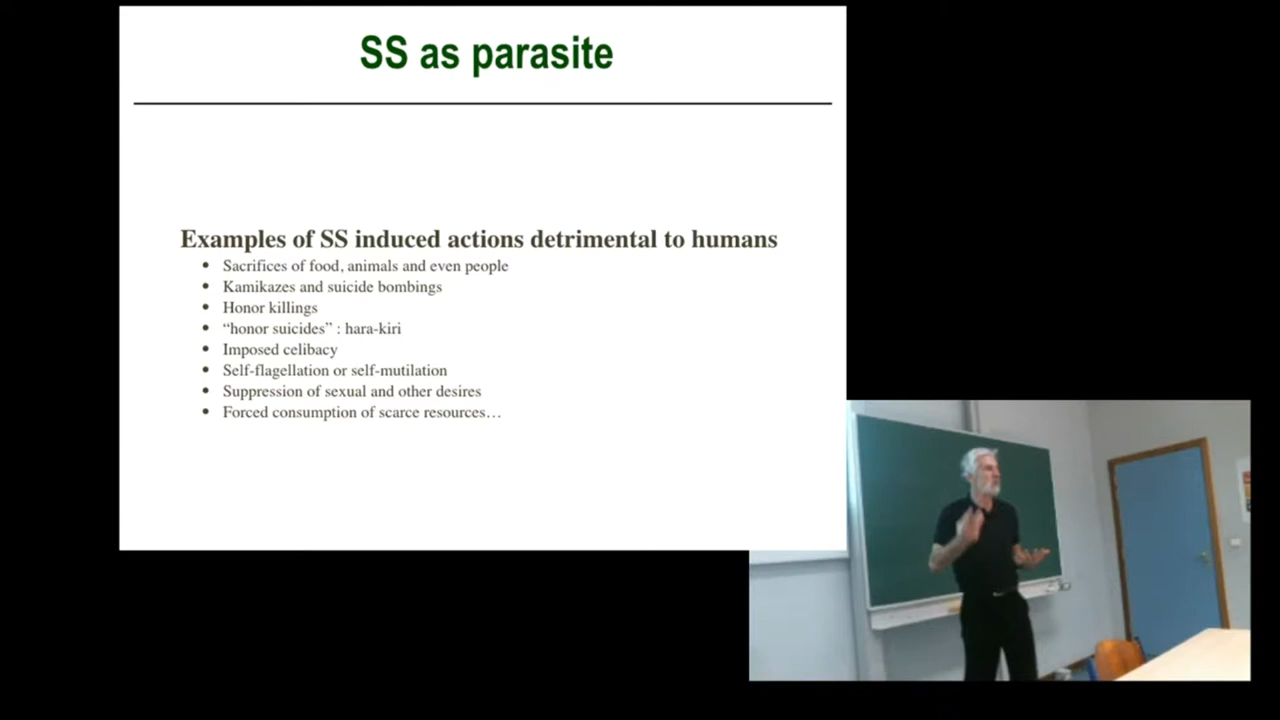 SS as parasite
Examples of SS induced actions detrimental to humans
• Sacrifices of food, animals and even people
• Kamikazes and suicide bombings
• Honor killings
• “honor suicides” : hara-kiri
• Imposed celibacy
• Self-flagellation or self-mutilation
• Suppression of sexual and other desires
• Forced consumption of scarce resources…